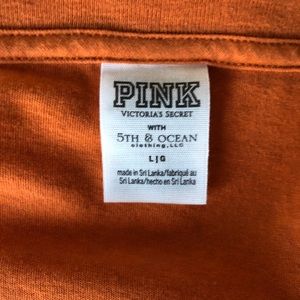 PINK
VICTORIA'S SECRET
WITH
5TH & OCEAN
clothing, LLC
L|G
made in Sri Lanka/fabriqué au
Sri Lanka/hecho en Sri Lanka